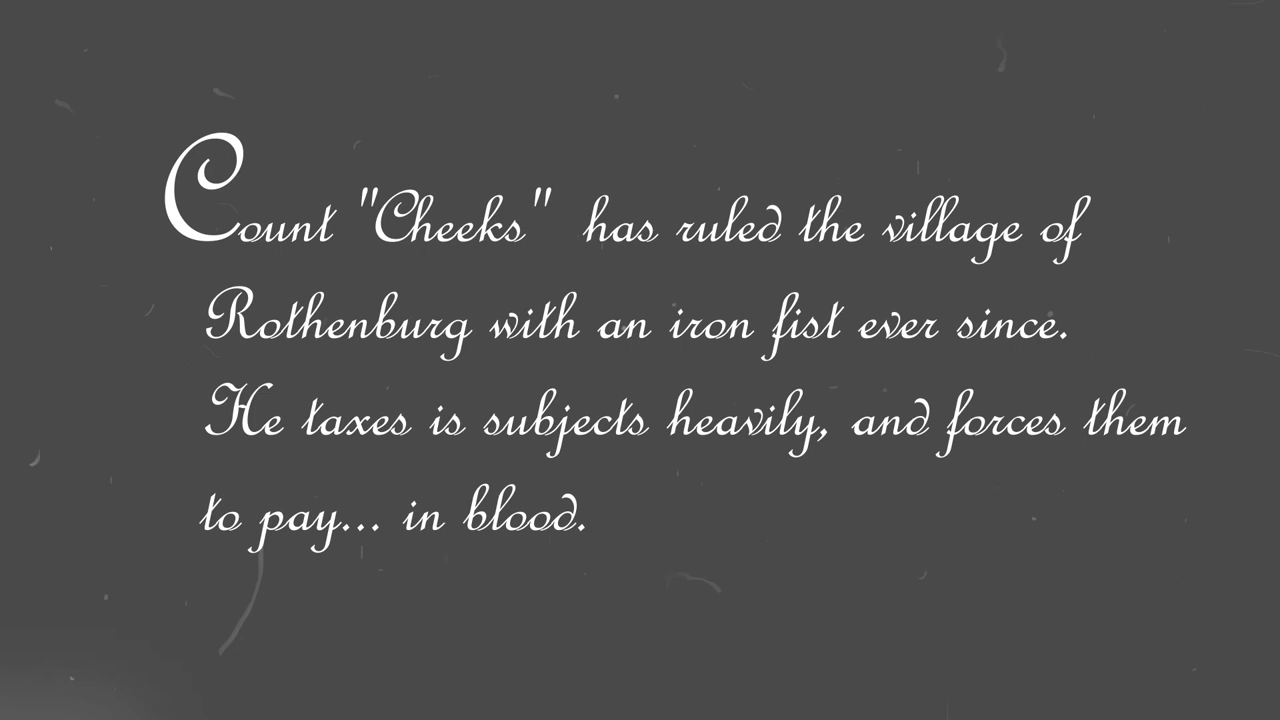 Count "Cheeks" has ruled the village of
Rothenburg with an iron fist ever since.
He taxes is subjects heavily, and forces them
to pay... in blood.